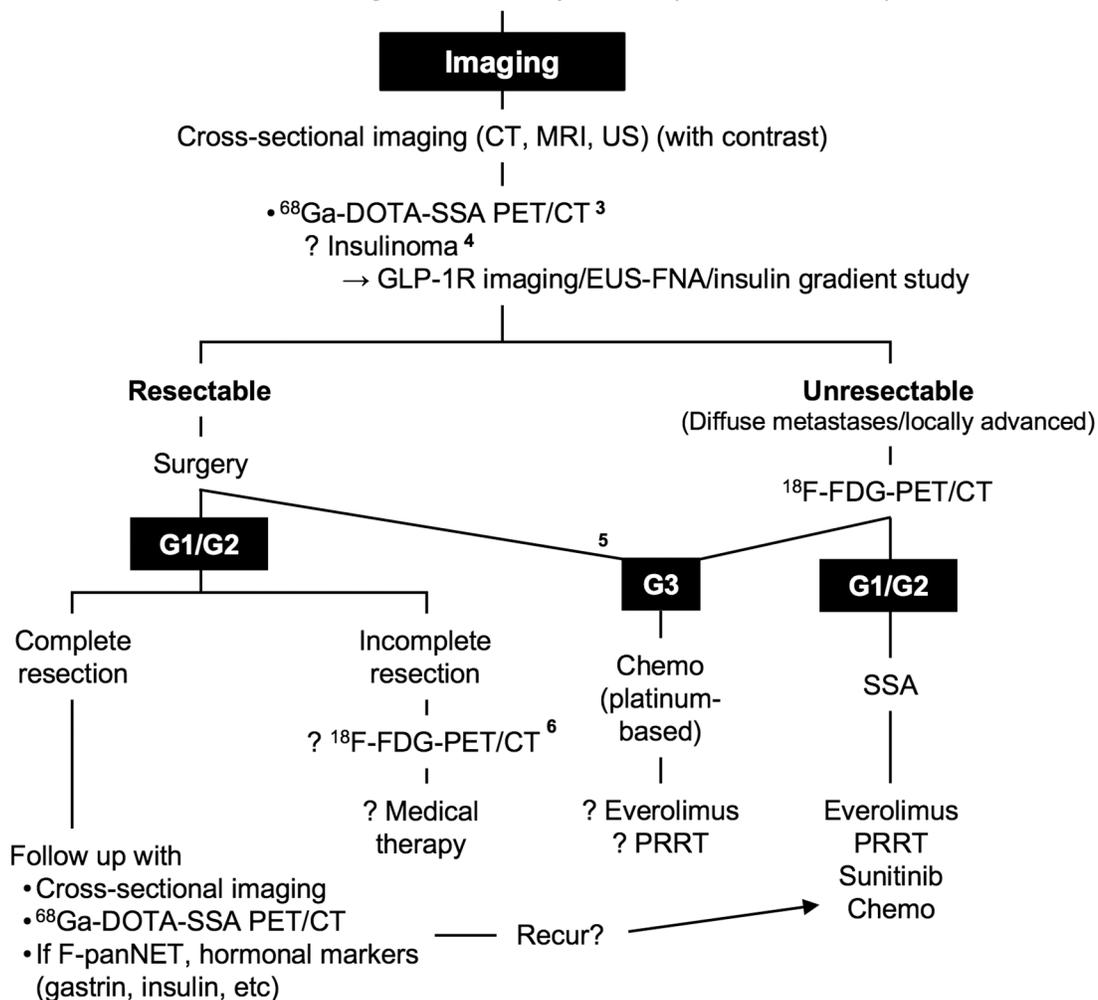 Imaging
Cross-sectional imaging (CT, MRI, US) (with contrast)
• ⁶⁸Ga-DOTA-SSA PET/CT ³
? Insulinoma ⁴
→ GLP-1R imaging/EUS-FNA/insulin gradient study
Resectable
Surgery
Unresectable
(Diffuse metastases/locally advanced)
¹⁸F-FDG-PET/CT
G1/G2
5
G3
G1/G2
Complete
resection
Incomplete
resection
? ¹⁸F-FDG-PET/CT ⁶
? Medical
therapy
Chemo
(platinum-
based)
? Everolimus
? PRRT
SSA
Everolimus
PRRT
Sunitinib
Chemo
Follow up with
• Cross-sectional imaging
• ⁶⁸Ga-DOTA-SSA PET/CT
• If F-panNET, hormonal markers
(gastrin, insulin, etc)
Recur?